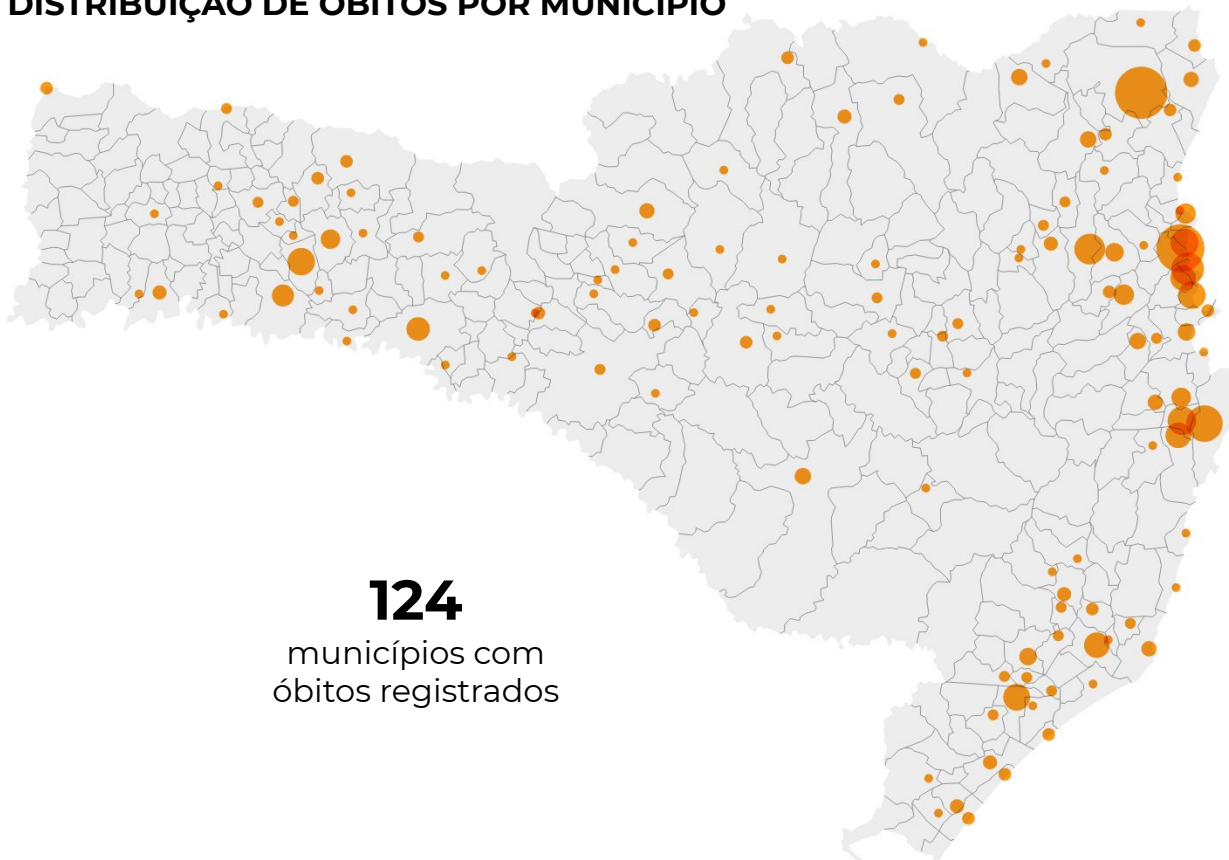 DISTRIBUIÇÃO DE ÓBITOS POR MUNICÍPIO
124
municípios com
óbitos registrados